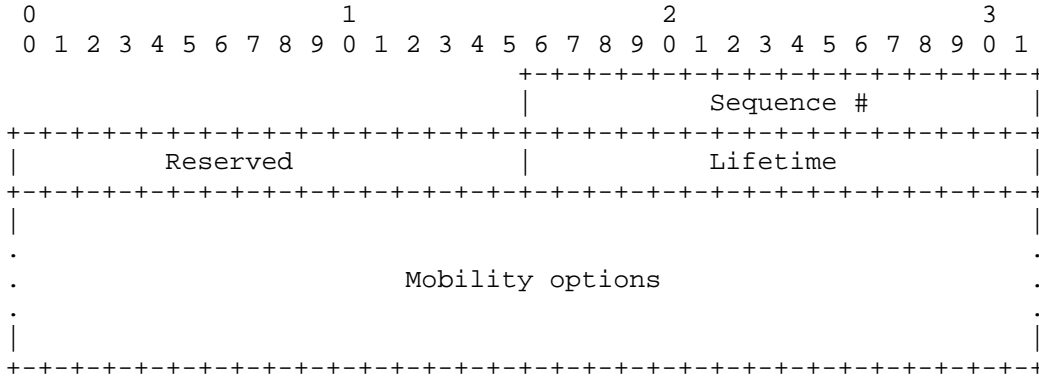 0                   1                   2                   3
0 1 2 3 4 5 6 7 8 9 0 1 2 3 4 5 6 7 8 9 0 1 2 3 4 5 6 7 8 9 0 1
+-+-+-+-+-+-+-+-+-+-+-+-+-+-+-+-+
| Sequence # |
+-+-+-+-+-+-+-+-+-+-+-+-+-+-+-+-+-+-+-+-+-+-+-+-+-+-+-+-+-+-+-+-+
| Reserved | Lifetime |
+-+-+-+-+-+-+-+-+-+-+-+-+-+-+-+-+-+-+-+-+-+-+-+-+-+-+-+-+-+-+-+-+
| |
. .
. Mobility options .
. .
| |
+-+-+-+-+-+-+-+-+-+-+-+-+-+-+-+-+-+-+-+-+-+-+-+-+-+-+-+-+-+-+-+-+